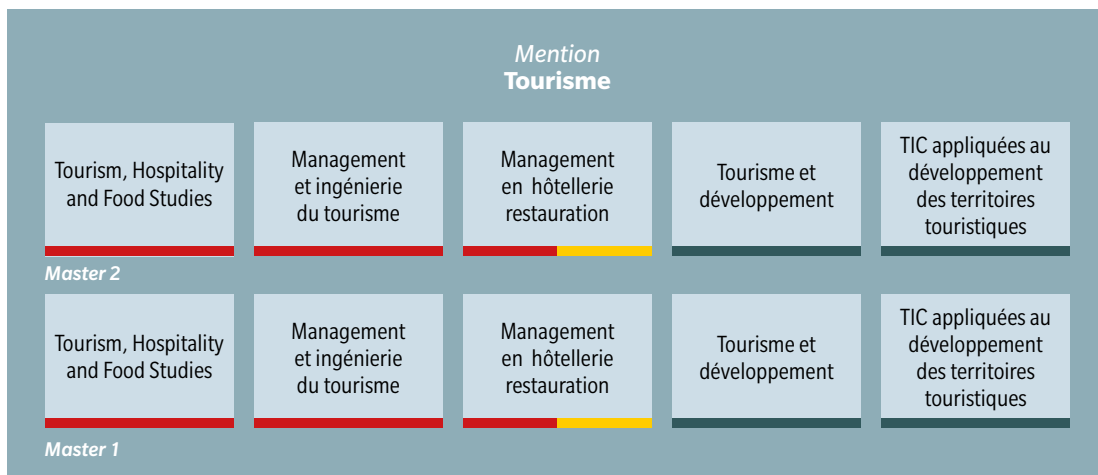 Mention
Tourisme
Tourism, Hospitality
and Food Studies
Management
et ingénierie
du tourisme
Management
en hôtellerie
restauration
Tourisme et
développement
TIC appliquées au
développement
des territoires
touristiques
Master 2
Tourism, Hospitality
and Food Studies
Management
et ingénierie
du tourisme
Management
en hôtellerie
restauration
Tourisme et
développement
TIC appliquées au
développement
des territoires
touristiques
Master 1